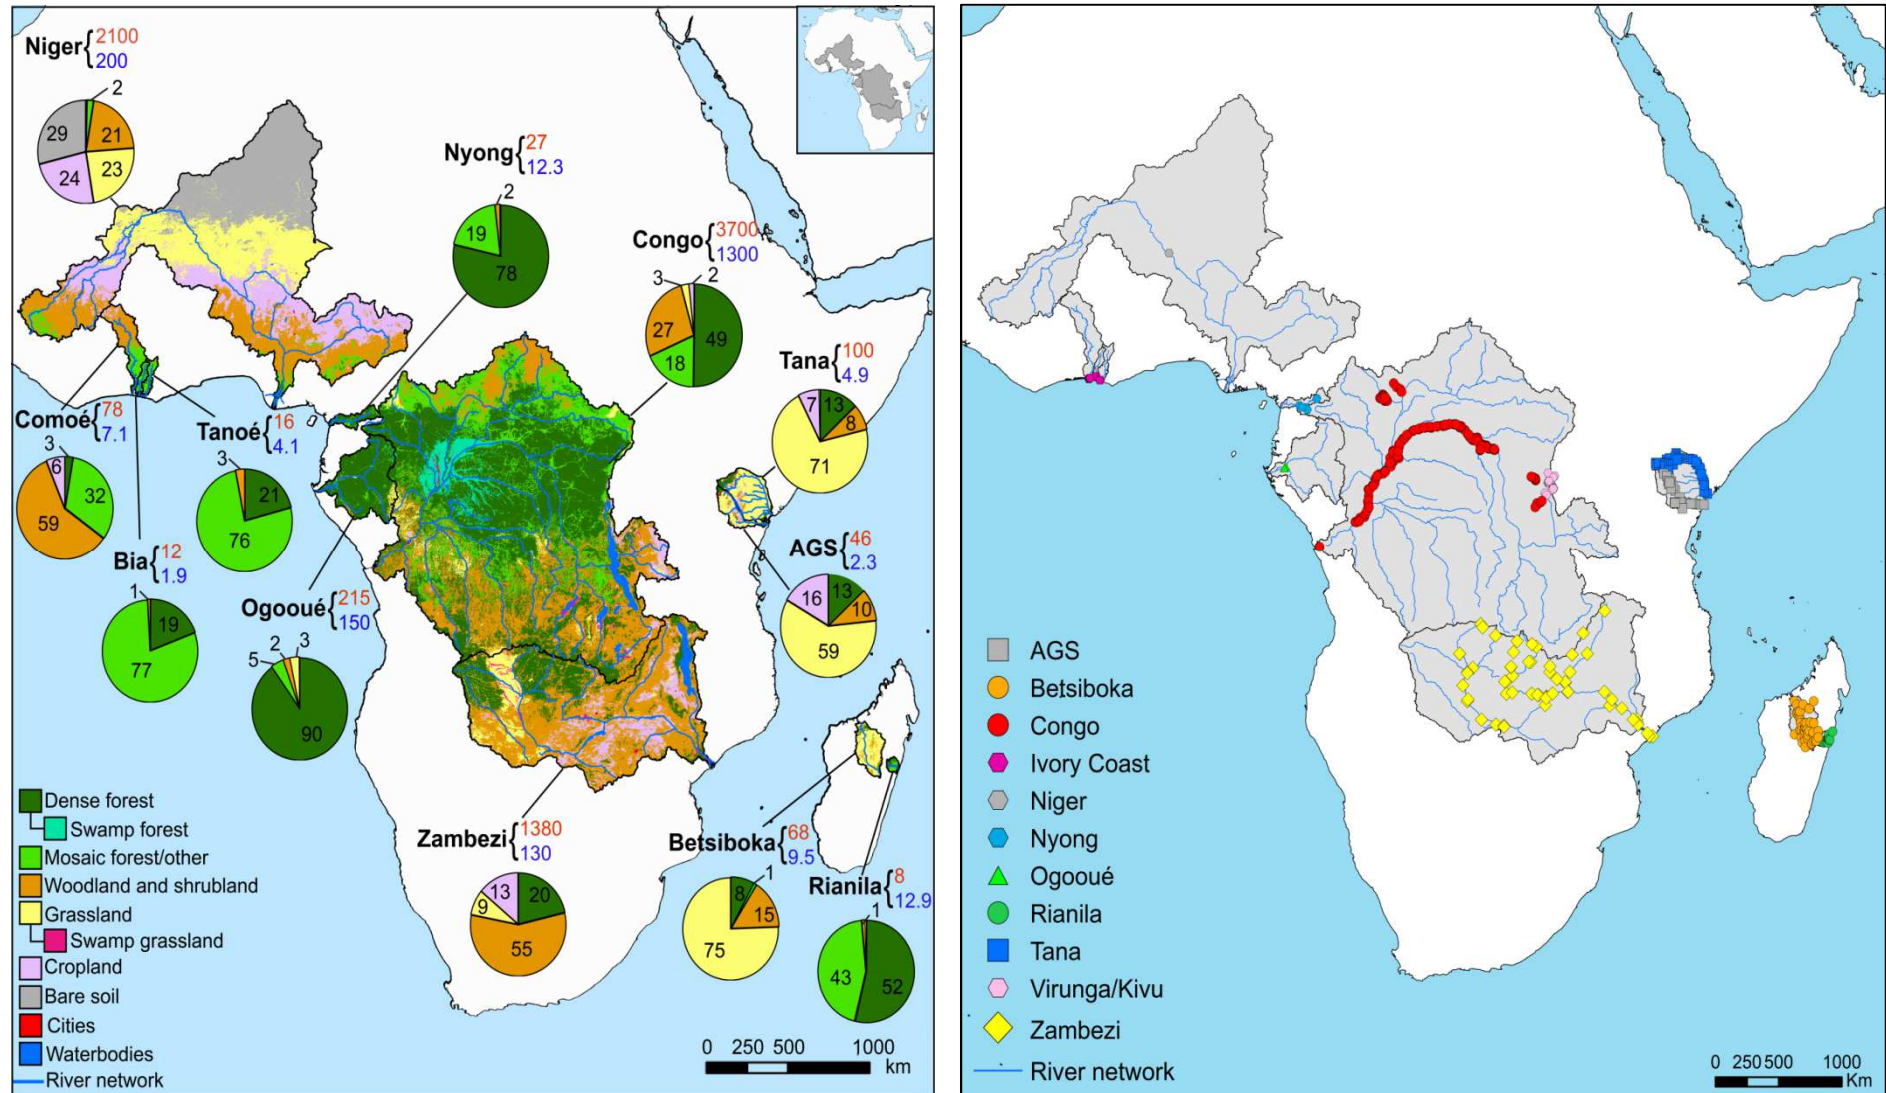 Niger{2100
200
2
29
21
24
23
Nyong{27
12.3
2
19
78
Congo{3700
1300
3
2
27
49
18
Tana{100
4.9
7
13
8
71
Comoé{78
7.1
3
6
32
59
Tanoé{16
4.1
3
21
76
Bia{12
1.9
1
19
77
Ogooué{215
150
2
3
5
90
AGS{46
2.3
16
13
10
59
Zambezi{1380
130
13
20
9
55
Betsiboka{68
9.5
1
8
15
75
Rianila{8
12.9
1
43
52
Dense forest
Swamp forest
Mosaic forest/other
Woodland and shrubland
Grassland
Swamp grassland
Cropland
Bare soil
Cities
Waterbodies
River network
0 250 500 1000
km
AGS
Betsiboka
Congo
Ivory Coast
Niger
Nyong
Ogooué
Rianila
Tana
Virunga/Kivu
Zambezi
River network
0 250 500 1000
Km